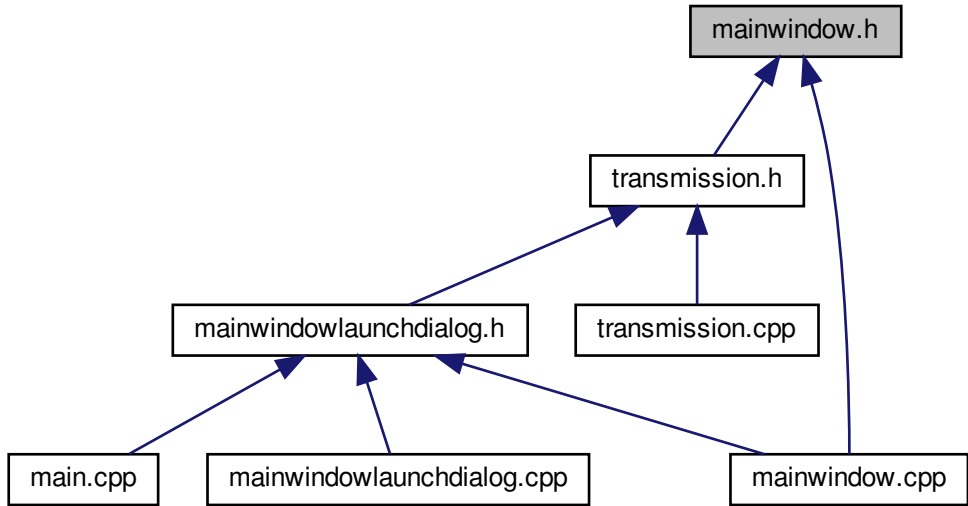 mainwindow.h
transmission.h
mainwindowlaunchdialog.h
transmission.cpp
main.cpp
mainwindowlaunchdialog.cpp
mainwindow.cpp